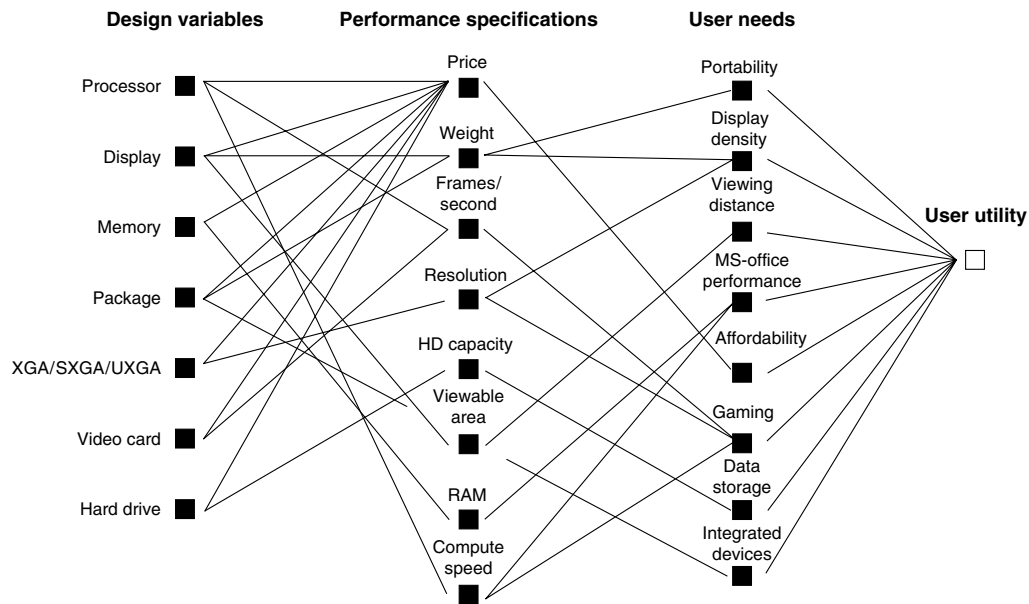 Design variables
Performance specifications
User needs
User utility
Processor
Display
Memory
Package
XGA/SXGA/UXGA
Video card
Hard drive
Price
Weight
Frames/
second
Resolution
HD capacity
Viewable
area
RAM
Compute
speed
Portability
Display
density
Viewing
distance
MS-office
performance
Affordability
Gaming
Data
storage
Integrated
devices